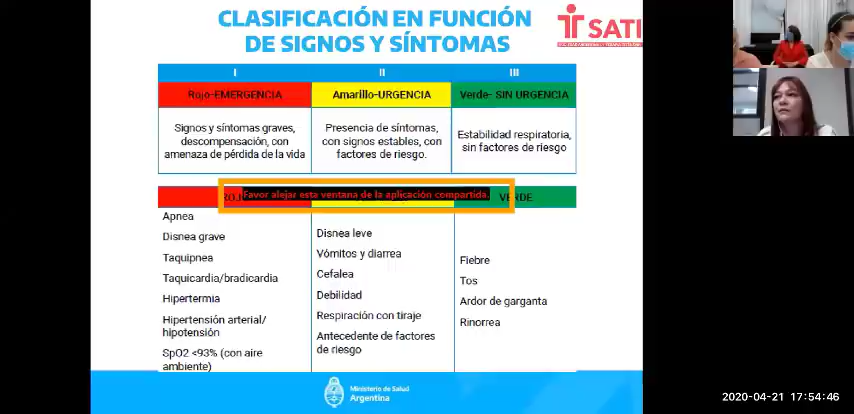 CLASIFICACIÓN EN FUNCIÓN
DE SIGNOS Y SÍNTOMAS
SATI
I
II
III
Rojo-EMERGENCIA
Amarillo-URGENCIA
Verde- SIN URGENCIA
Signos y síntomas graves,
descompensación, con
amenaza de pérdida de la vida
Presencia de síntomas,
con signos estables, con
factores de riesgo.
Estabilidad respiratoria,
sin factores de riesgo
Favor alejar esta ventana de la aplicación compartida.
VERDE
Apnea
Disnea grave
Taquipnea
Taquicardia/bradicardia
Hipertermia
Hipertensión arterial/
hipotensión
SpO2 <93% (con aire
ambiente)
Disnea leve
Vómitos y diarrea
Cefalea
Debilidad
Respiración con tiraje
Antecedente de factores
de riesgo
Fiebre
Tos
Ardor de garganta
Rinorrea
Ministerio de Salud
Argentina
2020-04-21 17:54:46